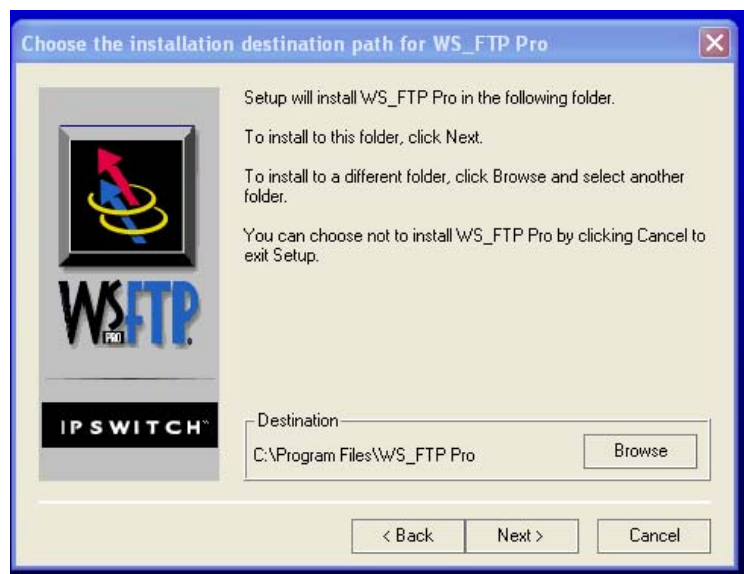 Choose the installation destination path for WS_FTP Pro
Setup will install WS_FTP Pro in the following folder.
To install to this folder, click Next.
To install to a different folder, click Browse and select another
folder.
You can choose not to install WS_FTP Pro by clicking Cancel to
exit Setup.
WS FTP
PRO
IPSWITCH™
Destination
C:\Program Files\WS_FTP Pro
Browse
< Back
Next >
Cancel